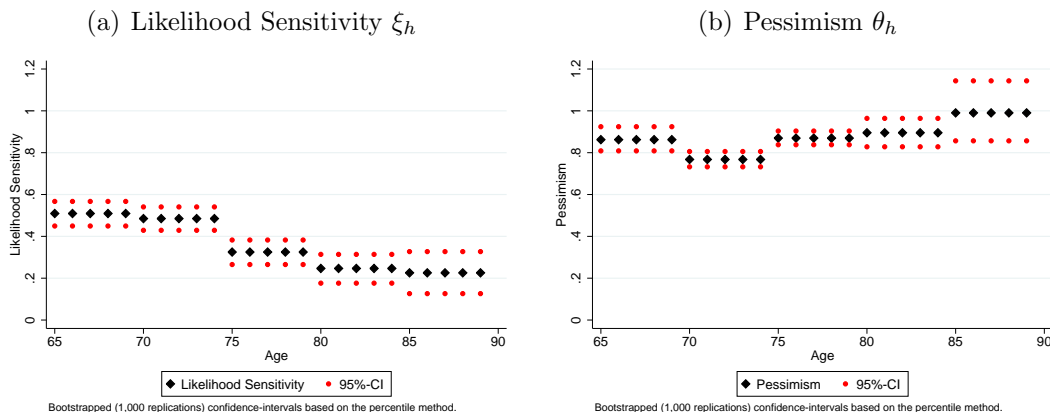 (a) Likelihood Sensitivity ξh
Likelihood Sensitivity
0 .2 .4 .6 .8 1 1.2
65 70 75 80 85 90
Age
Likelihood Sensitivity 95%-CI
Bootstrapped (1,000 replications) confidence-intervals based on the percentile method.
(b) Pessimism θh
Pessimism
0 .2 .4 .6 .8 1 1.2
65 70 75 80 85 90
Age
Pessimism 95%-CI
Bootstrapped (1,000 replications) confidence-intervals based on the percentile method.